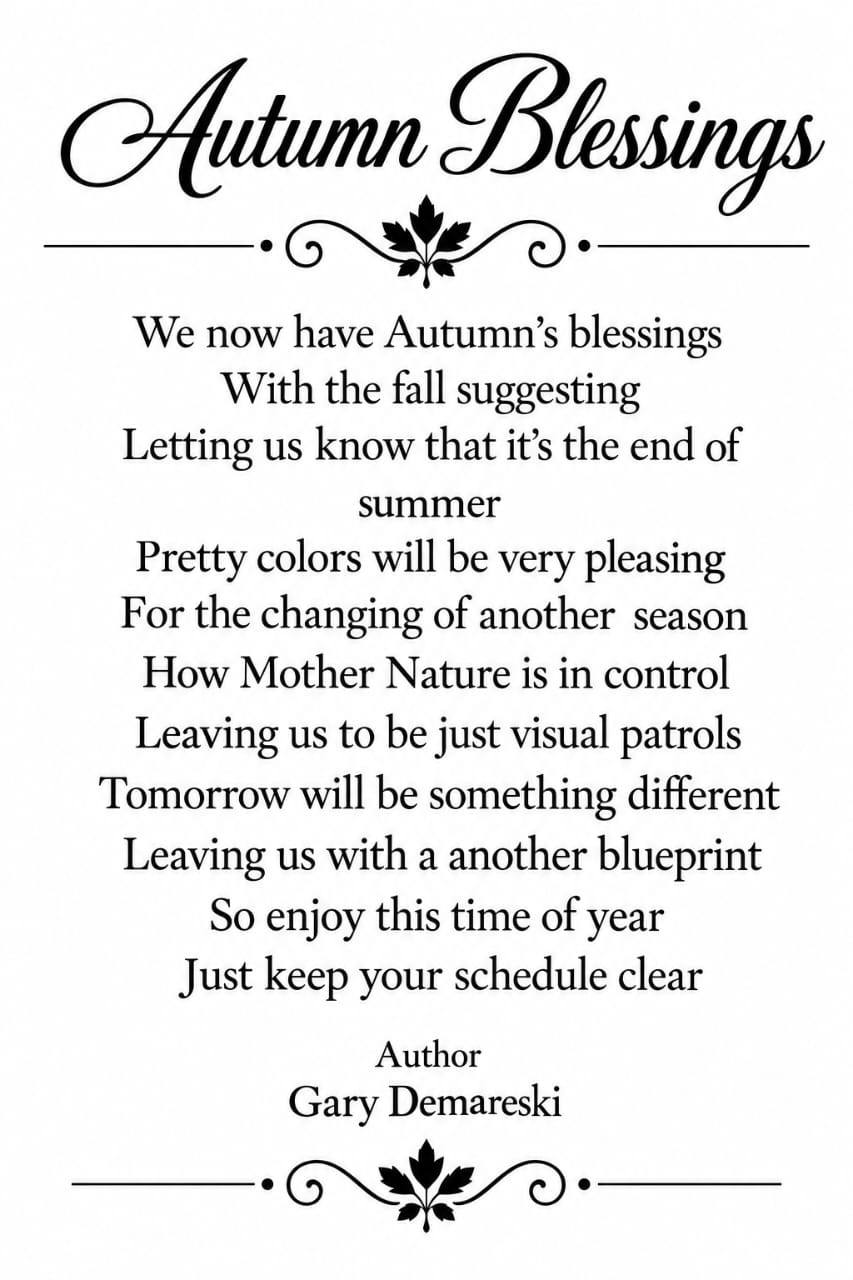 Autumn Blessings
We now have Autumn’s blessings
With the fall suggesting
Letting us know that it’s the end of
summer
Pretty colors will be very pleasing
For the changing of another season
How Mother Nature is in control
Leaving us to be just visual patrols
Tomorrow will be something different
Leaving us with a another blueprint
So enjoy this time of year
Just keep your schedule clear
Author
Gary Demareski